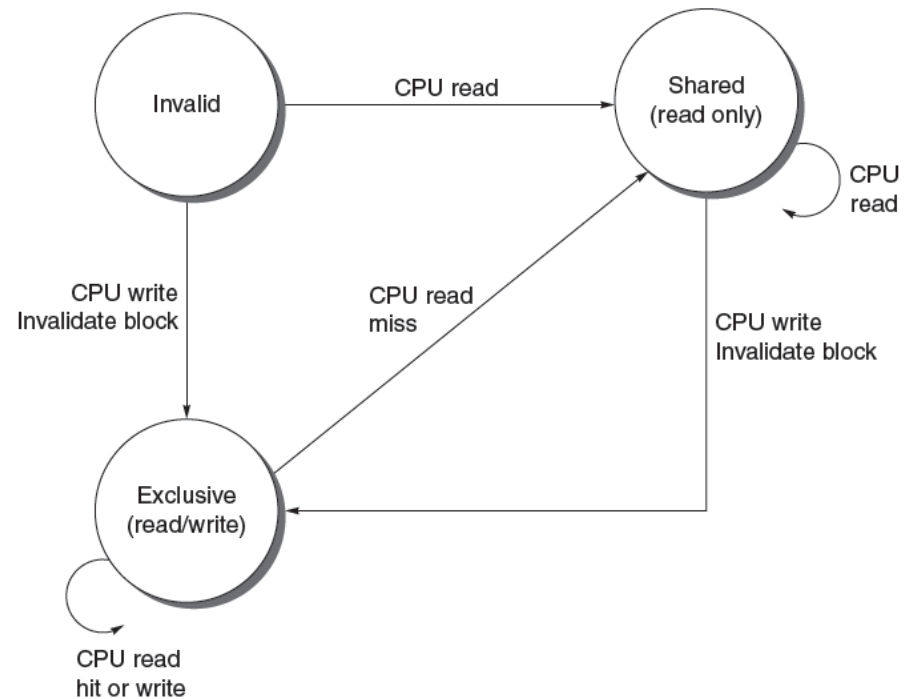 Invalid
CPU read
Shared
(read only)
CPU
read
CPU write
Invalidate block
CPU read
miss
CPU write
Invalidate block
Exclusive
(read/write)
CPU read
hit or write